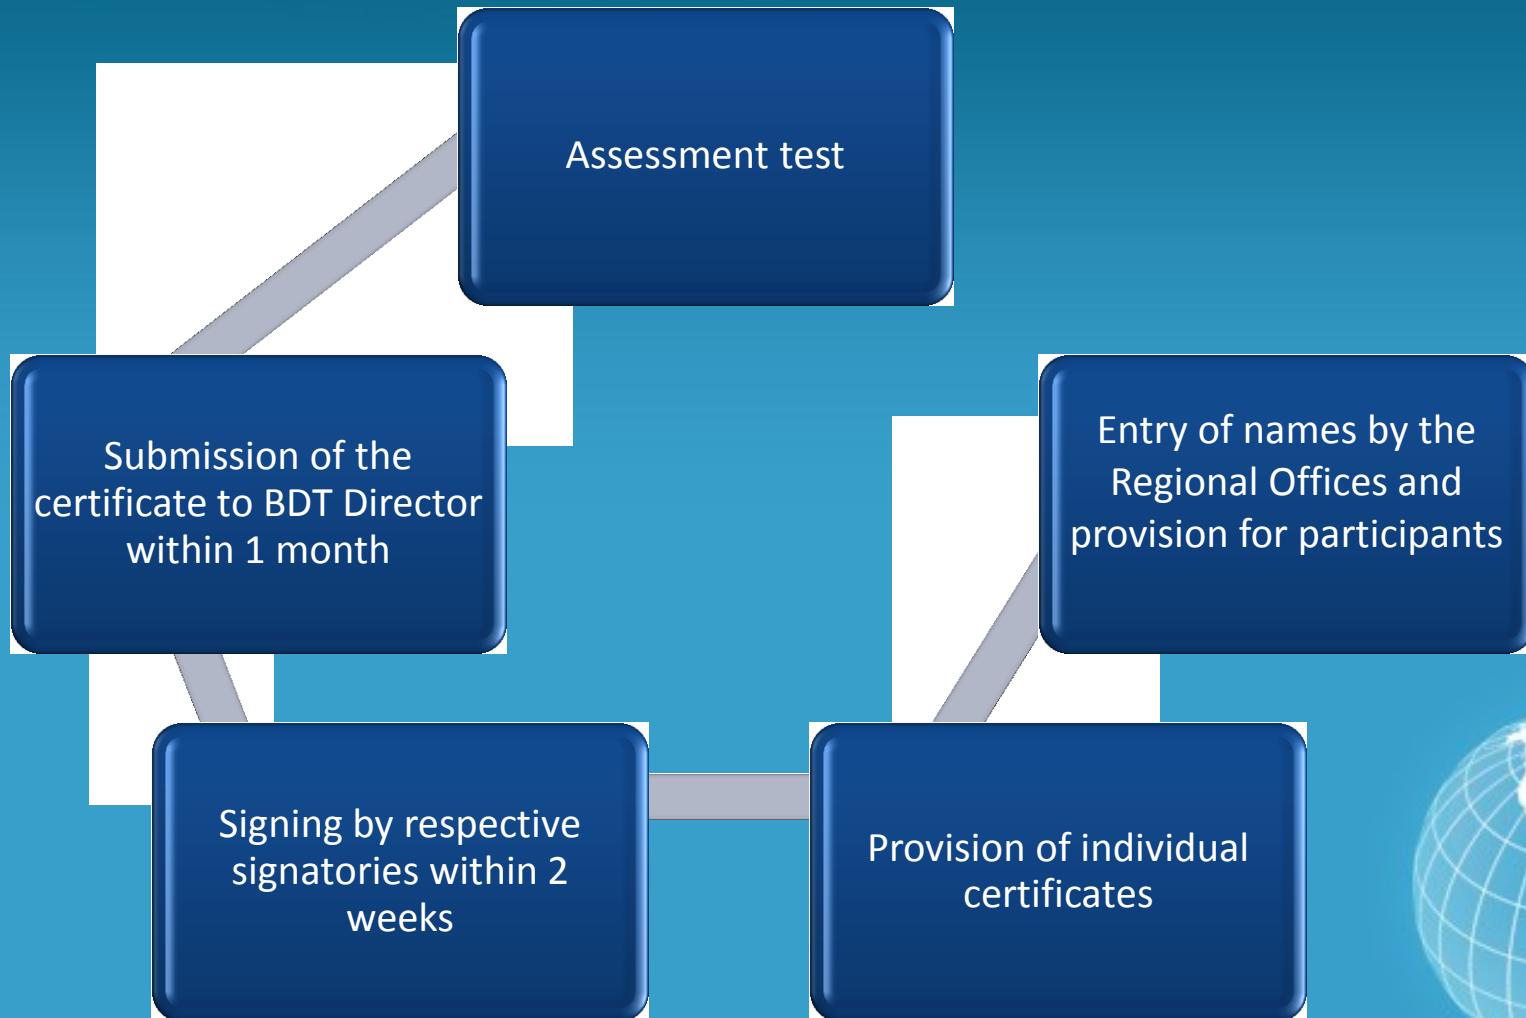 Assessment test
Submission of the
certificate to BDT Director
within 1 month
Signing by respective
signatories within 2
weeks
Provision of individual
certificates
Entry of names by the
Regional Offices and
provision for participants